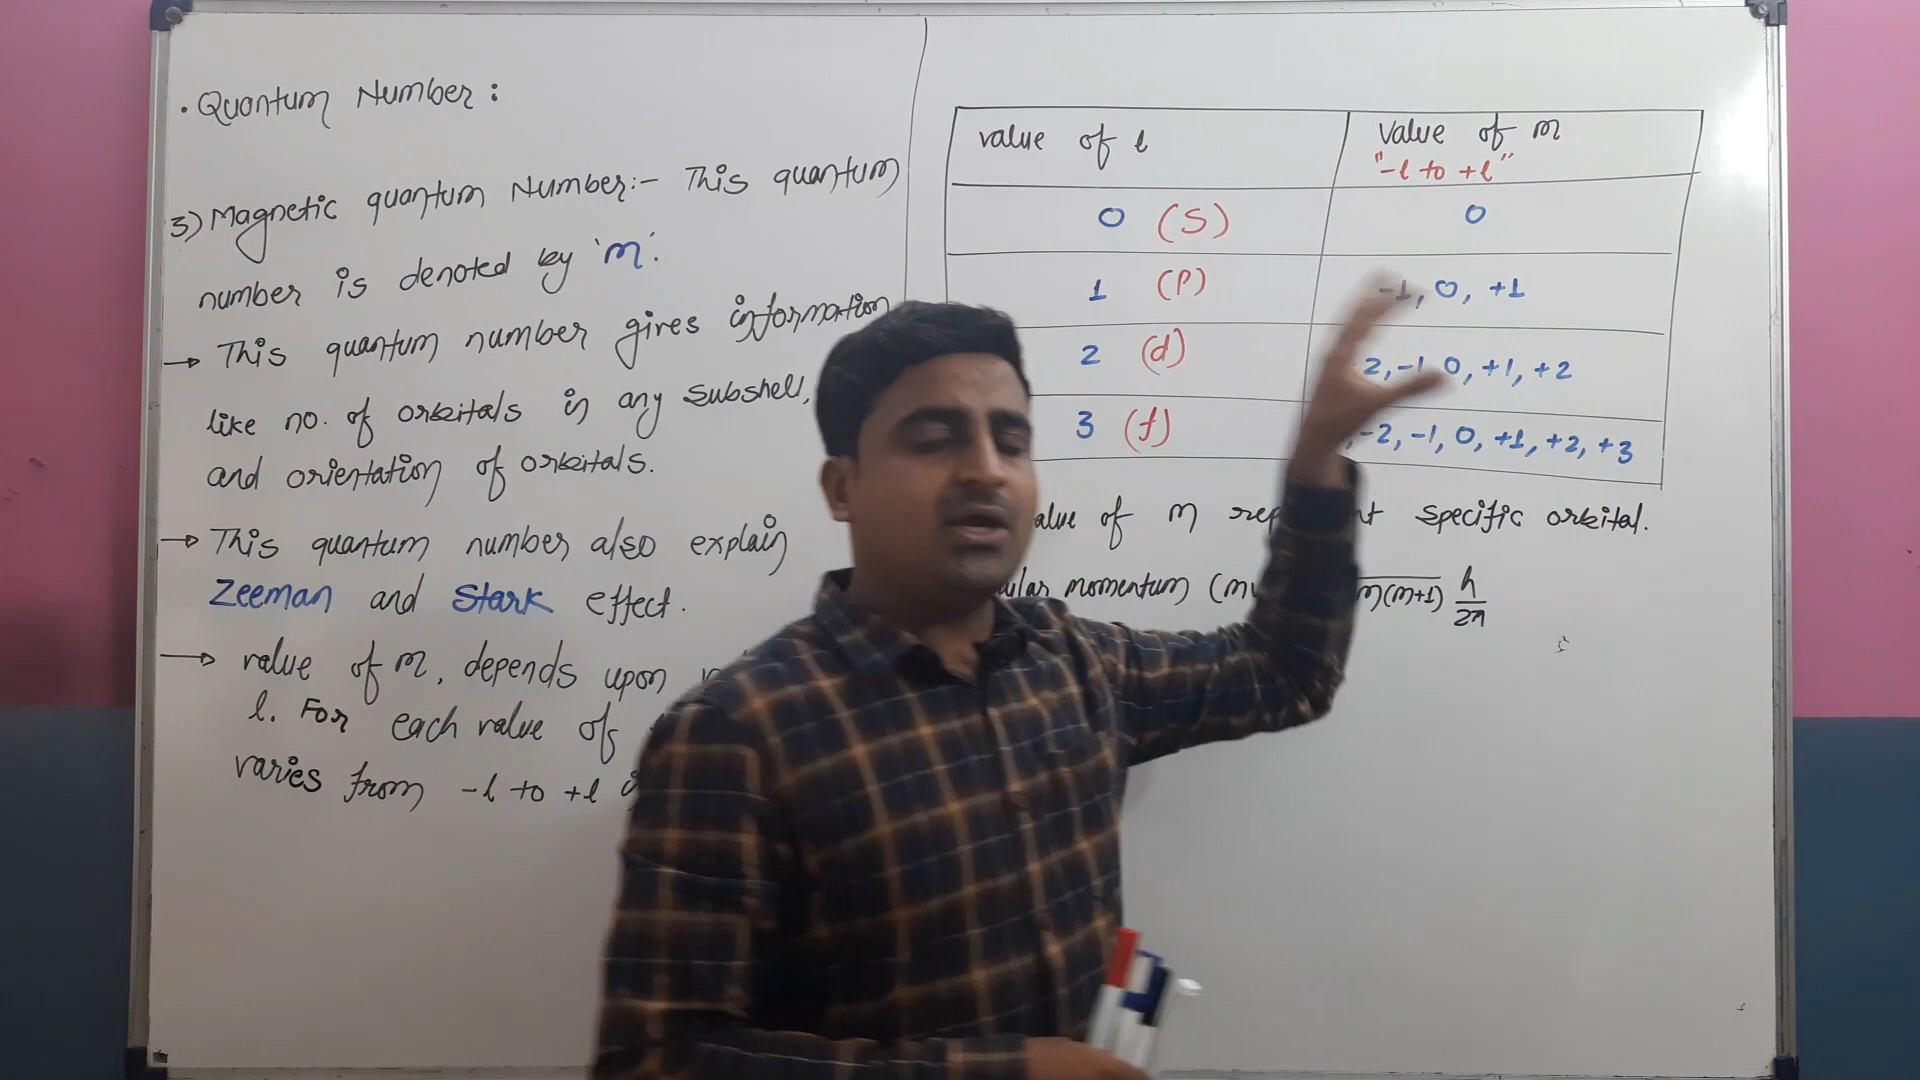 • Quantum Number :
3) Magnetic quantum Number:- This quantum
number is denoted by 'm'.
→ This quantum number gives information
like no. of orbitals in any subshell,
and orientation of orbitals.
→ This quantum number also explain
Zeeman and Stark effect.
→ value of m, depends upon
l. For each value of
varies from -l to +l
value of l
Value of m
"-l to +l"
0 (S)
0
1 (p)
-1, 0, +1
2 (d)
2, -1, 0, +1, +2
3 (f)
-2, -1, 0, +1, +2, +3
of m specific orbital.
momentum m(m+1) h/2π